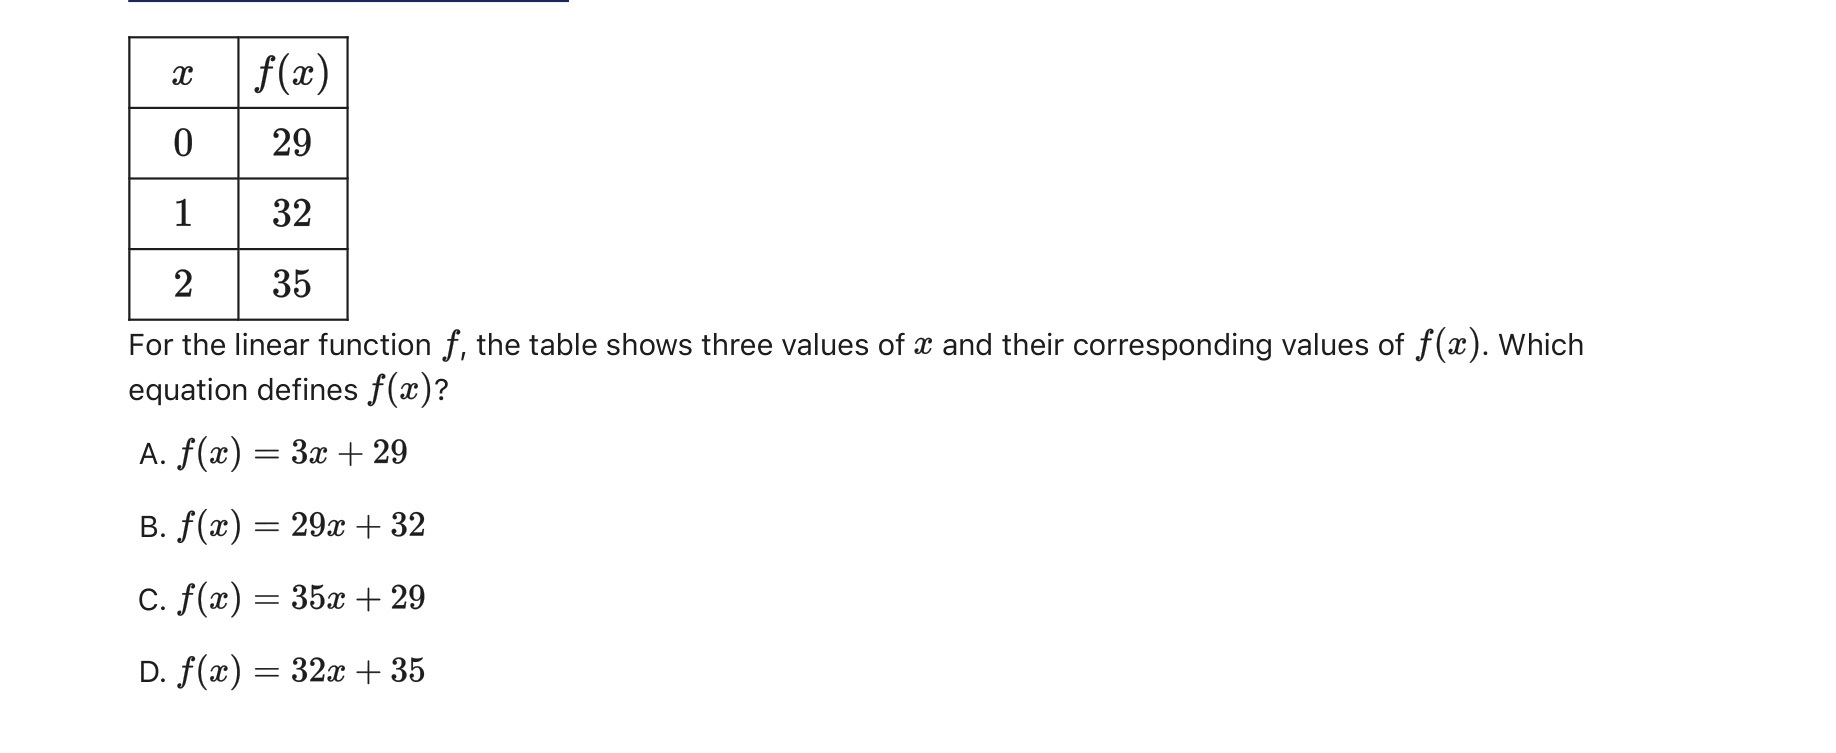 x f(x)
0 29
1 32
2 35
For the linear function f, the table shows three values of x and their corresponding values of f(x). Which
equation defines f(x)?
A. f(x) = 3x + 29
B. f(x) = 29x + 32
C. f(x) = 35x + 29
D. f(x) = 32x + 35